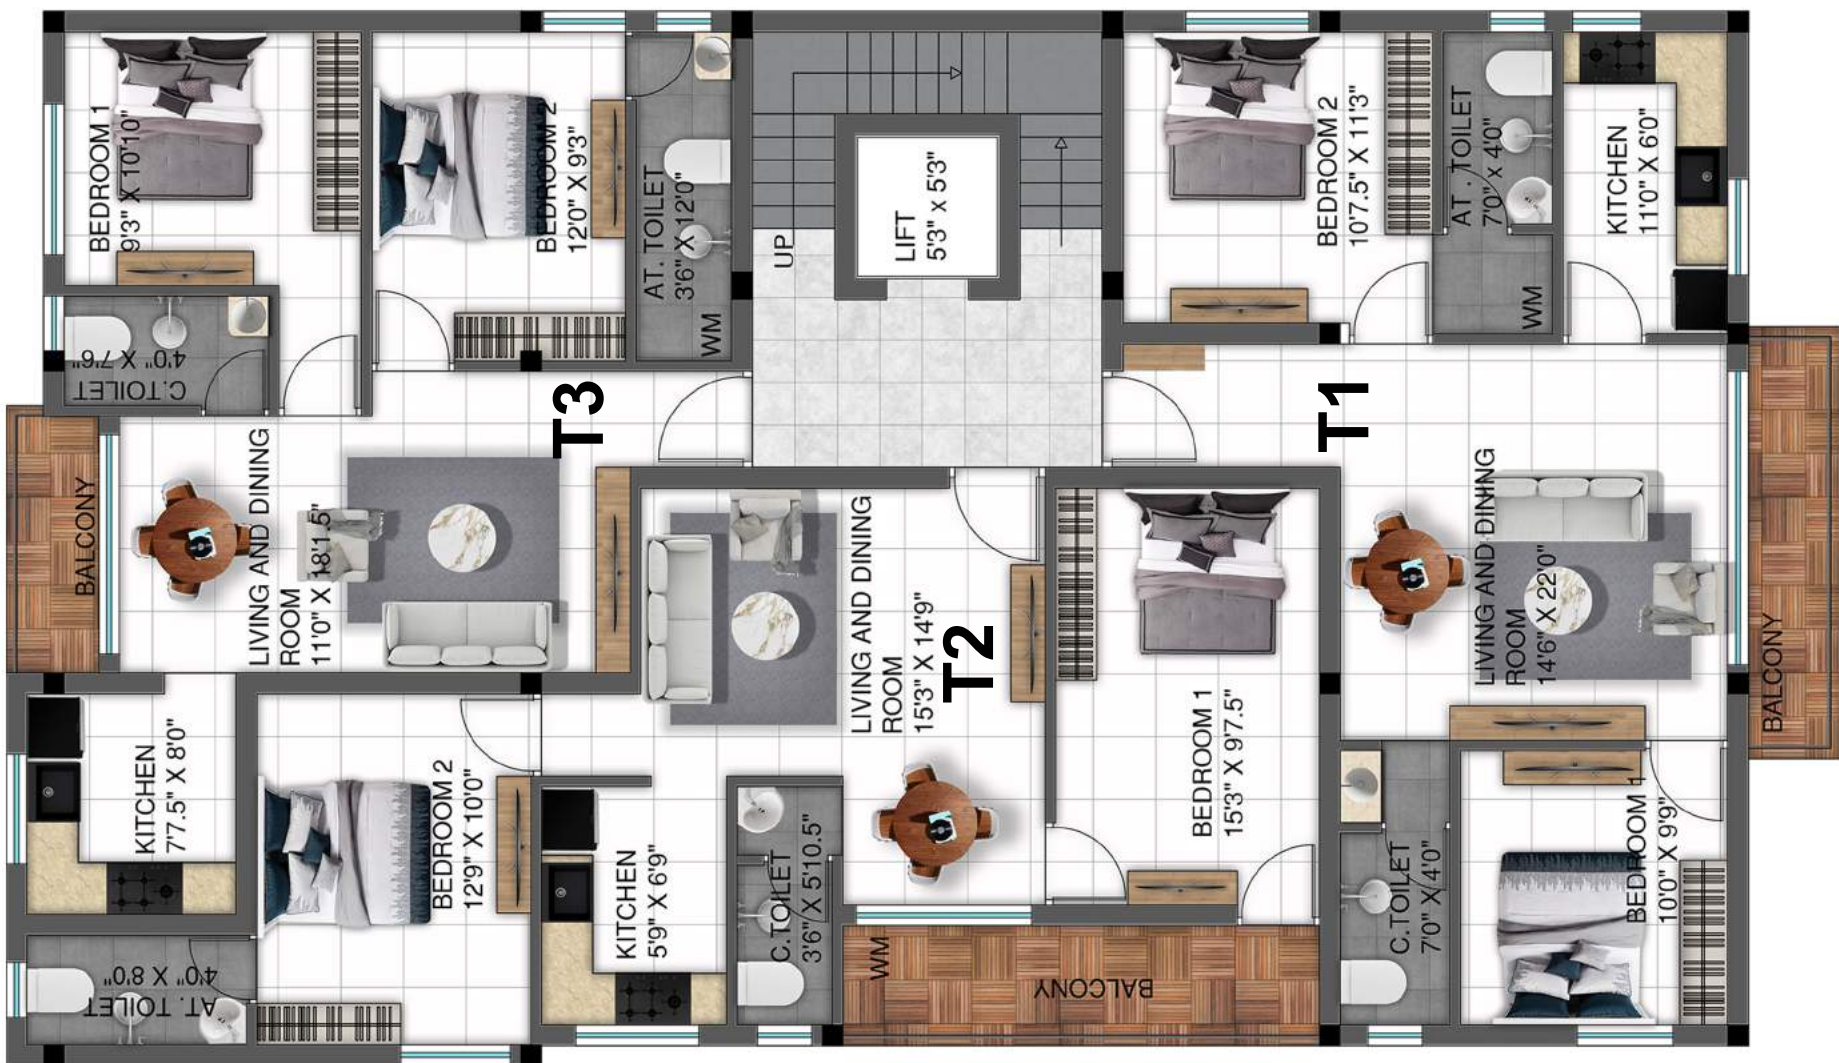 BEDROOM 1
9'3" X 10'10"
BEDROOM 2
12'0" X 9'3"
AT. TOILET
3'6" X 12'0"
WM
UP
LIFT
5'3" x 5'3"
BEDROOM 2
10'7.5" X 11'3"
AT. TOILET
7'0" x 4'0"
WM
KITCHEN
11'0" X 6'0"
C.TOILET
4'0" X 7'6"
T3
T1
BALCONY
LIVING AND DINING
ROOM
11'0" X 18'1.5"
LIVING AND DINING
ROOM
15'3" X 14'9"
T2
LIVING AND DINING
ROOM
14'6" X 22'0"
BALCONY
KITCHEN
7'7.5" X 8'0"
BEDROOM 2
12'9" X 10'0"
BEDROOM 1
15'3" X 9'7.5"
KITCHEN
5'9" X 6'9"
C.TOILET
3'6" X 5'10.5"
C.TOILET
7'0" X 4'0"
BEDROOM 1
10'0" X 9'9"
AT. TOILET
4'0" X 8'0"
WM
BALCONY